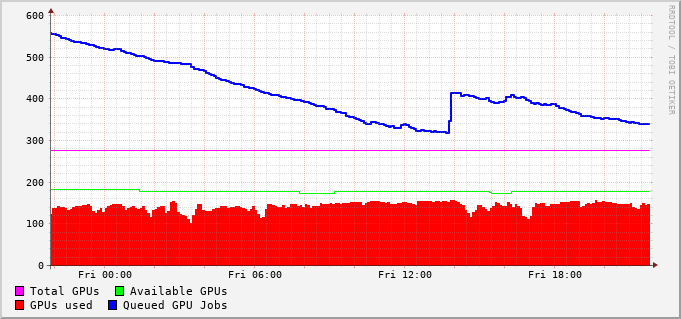 600
500
400
300
200
100
0
Fri 00:00 Fri 06:00 Fri 12:00 Fri 18:00
Total GPUs Available GPUs
GPUs used Queued GPU Jobs
RRDTOOL / TOBI OETIKER